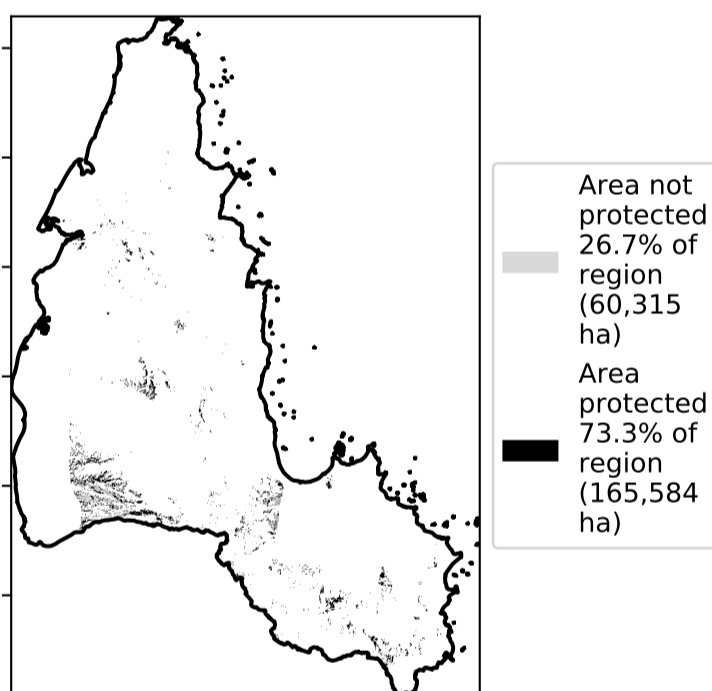 Area not
protected
26.7% of
region
(60,315
ha)
Area
protected
73.3% of
region
(165,584
ha)